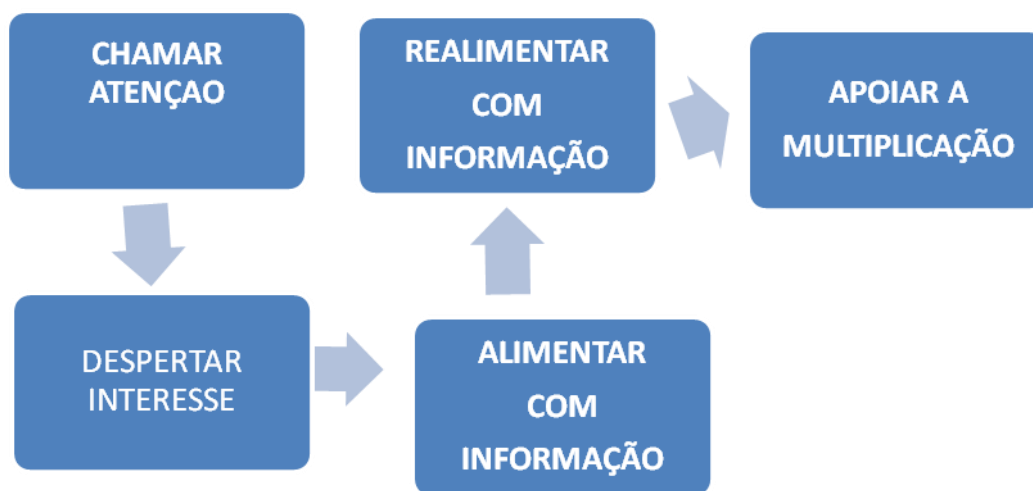 CHAMAR
ATENÇAO
DESPERTAR
INTERESSE
ALIMENTAR
COM
INFORMAÇÃO
REALIMENTAR
COM
INFORMAÇÃO
APOIAR A
MULTIPLICAÇÃO